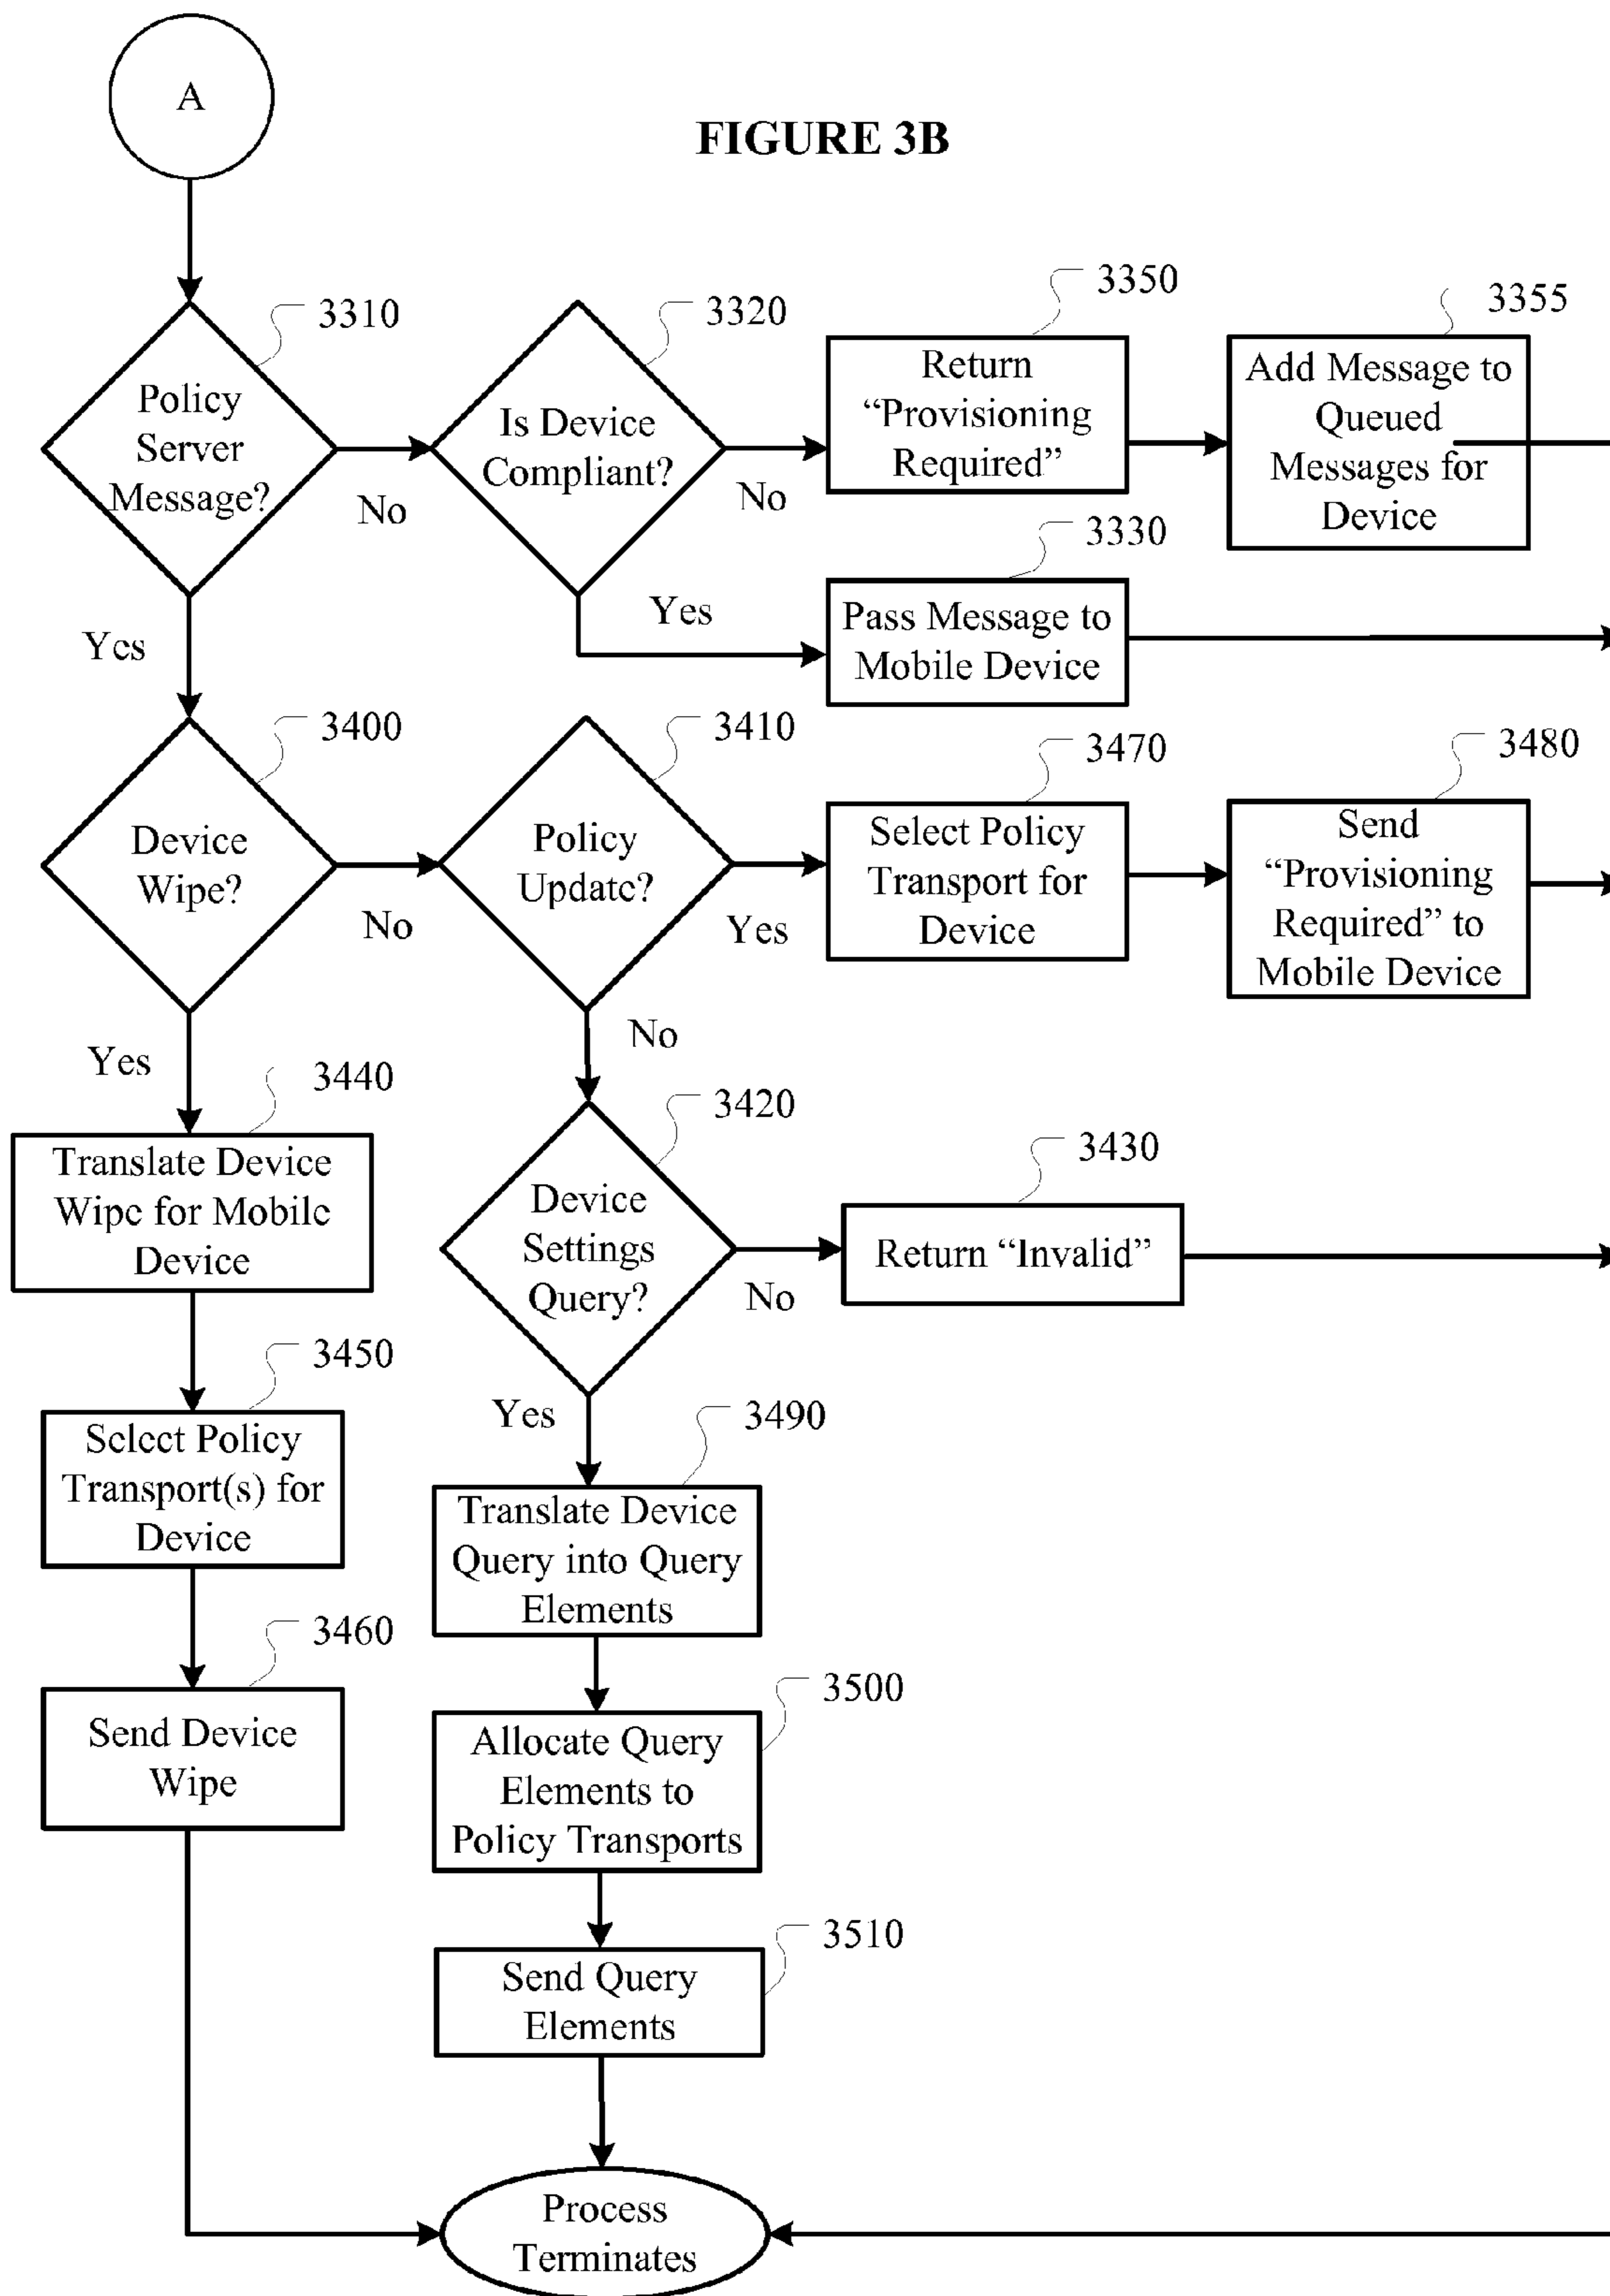 A
FIGURE 3B
3310
Policy
Server
Message?
No
Yes
3320
Is Device
Compliant?
No
Yes
3350
Return
“Provisioning
Required”
3355
Add Message to
Queued
Messages for
Device
3330
Pass Message to
Mobile Device
3400
Device
Wipe?
No
Yes
3410
Policy
Update?
Yes
No
3470
Select Policy
Transport for
Device
3480
Send
“Provisioning
Required” to
Mobile Device
3440
Translate Device
Wipe for Mobile
Device
3420
Device
Settings
Query?
No
Yes
3430
Return “Invalid”
3450
Select Policy
Transport(s) for
Device
3490
Translate Device
Query into Query
Elements
3460
Send Device
Wipe
3500
Allocate Query
Elements to
Policy Transports
3510
Send Query
Elements
Process
Terminates